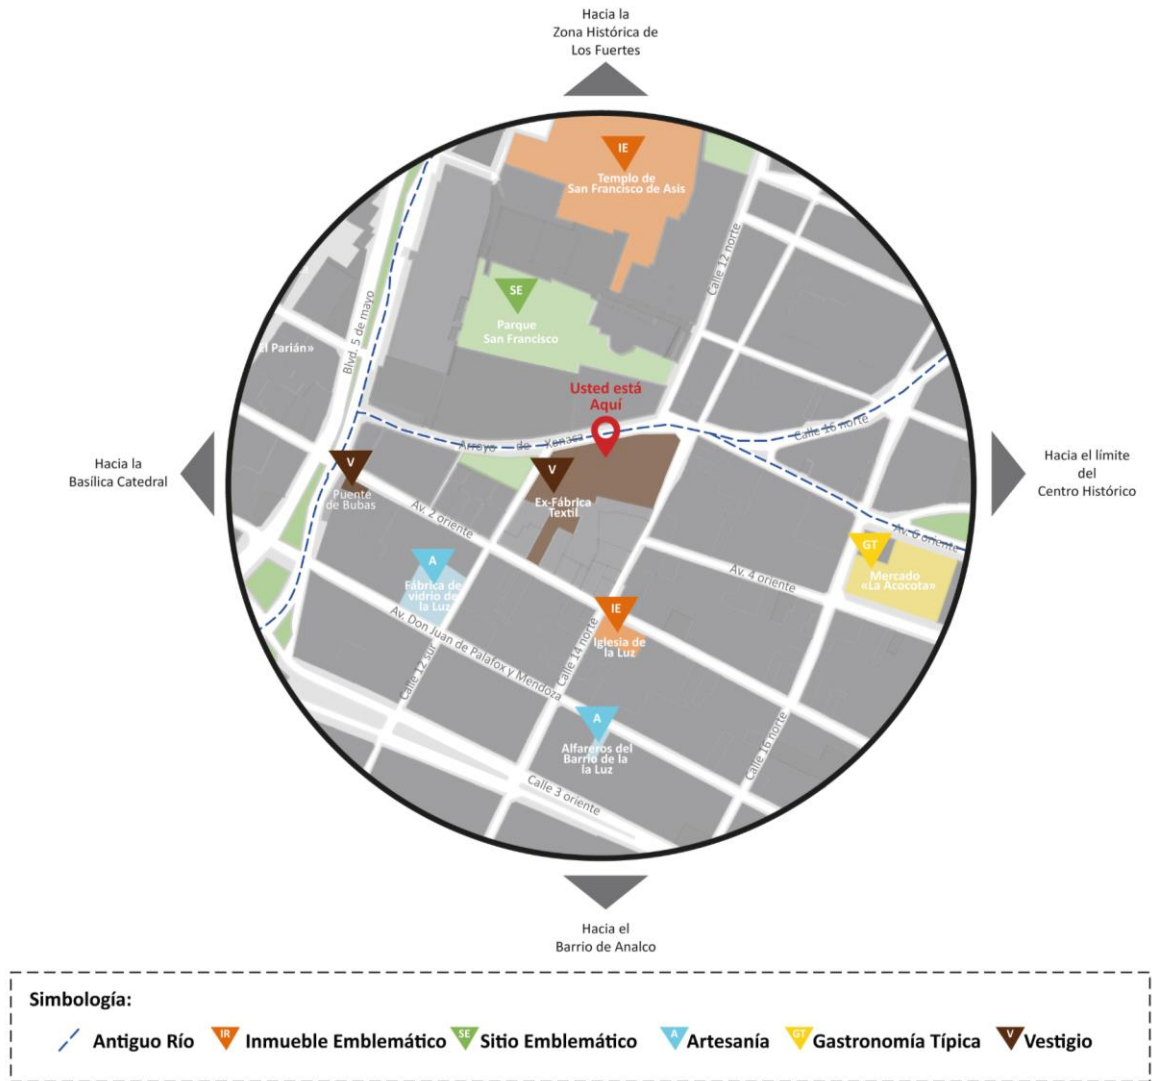 Hacia la
Zona Histórica de
Los Fuertes
IE
Templo de
San Francisco de Asis
Calle 12 norte
SE
Parque
San Francisco
Blvd. 5 de mayo
El Parián»
Usted está
Aquí
Arroyo de Xonaca
Calle 16 norte
Hacia la
Basílica Catedral
Hacia el límite
del
Centro Histórico
V
Puente
de Bubas
V
Ex-Fábrica
Textil
Av. 2 oriente
Av. 6 oriente
GT
Mercado
«La Acocota»
A
Fábrica de
vidrio de
la Luz
Av. 4 oriente
IE
Iglesia de
la Luz
Av. Don Juan de Palafox y Mendoza
Calle 12 sur
Calle 14 norte
A
Alfareros del
Barrio de la
la Luz
Calle 16 norte
Calle 3 oriente
Hacia el
Barrio de Analco
Simbología:
Antiguo Río IR Inmueble Emblemático SE Sitio Emblemático A Artesanía GT Gastronomía Típica V Vestigio